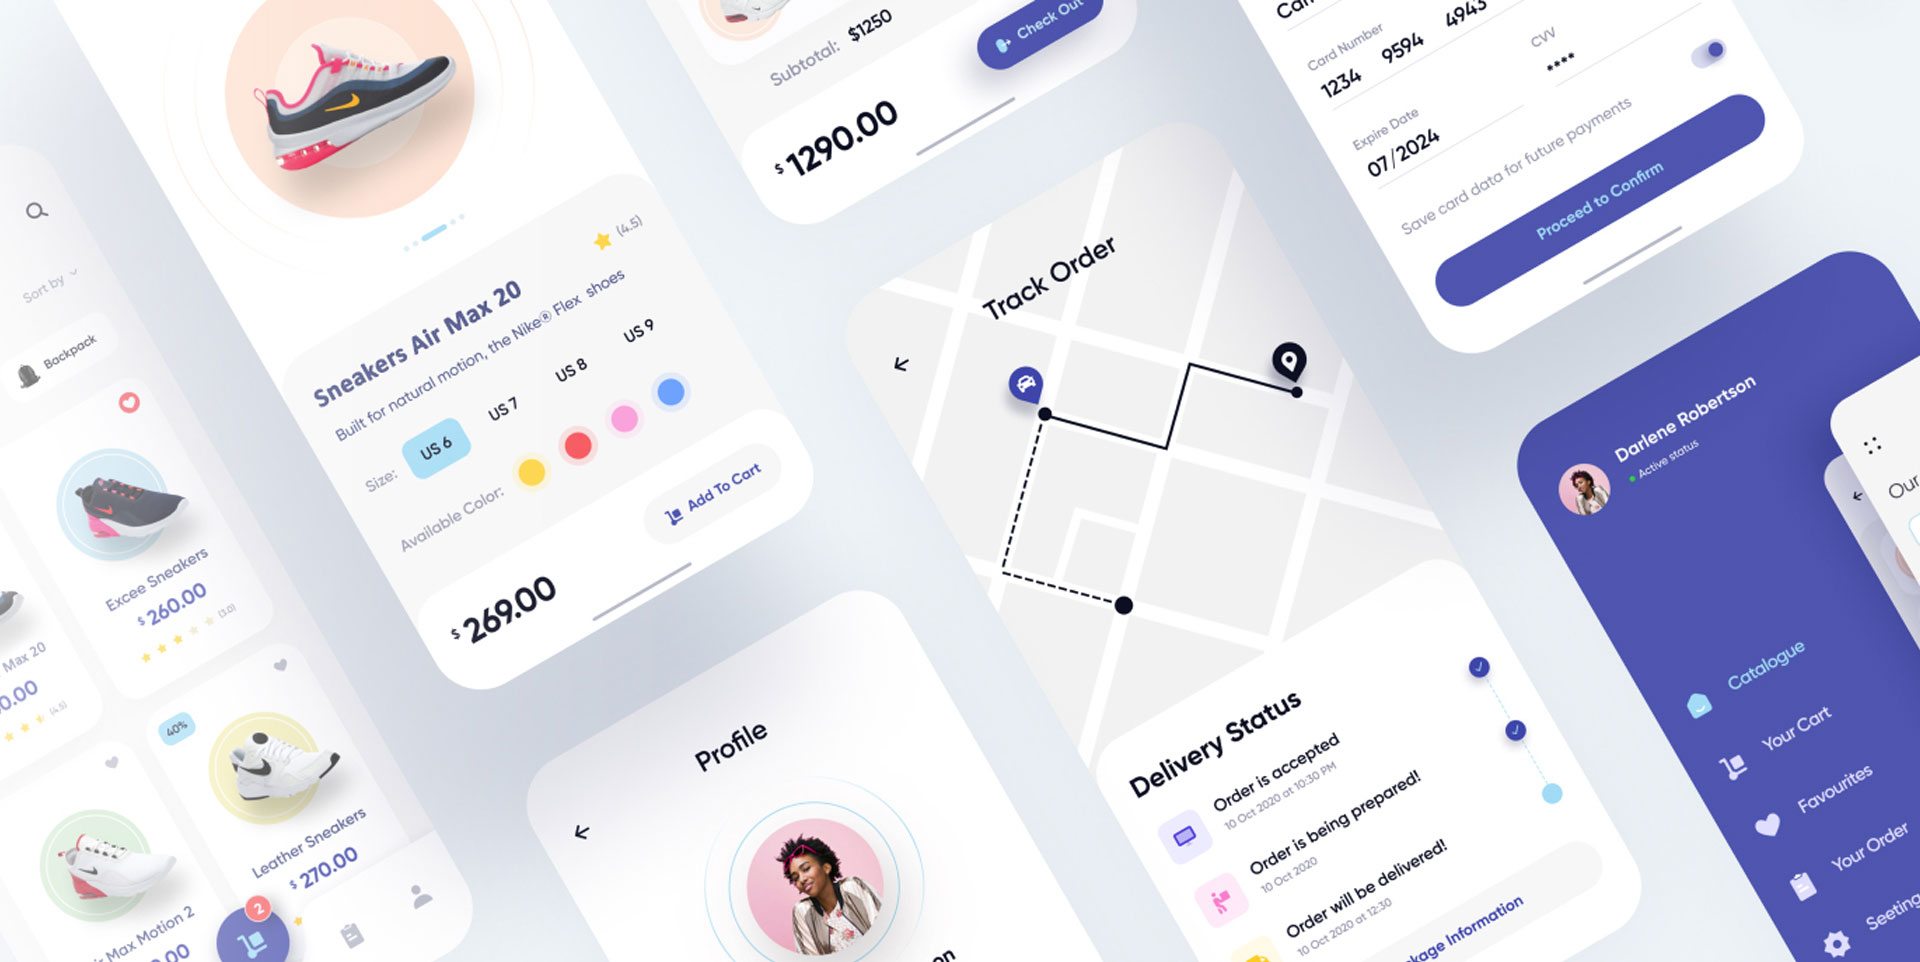 Sort by
Backpack
Excee Sneakers
$260.00
(3.0)
Max 20
0.00
(4.5)
40%
Leather Sneakers
$270.00
Max Motion 2
2
(4.5)
Sneakers Air Max 20
Built for natural motion, the Nike® Flex shoes
Size:
US 6
US 7
US 8
US 9
Available Color:
Add To Cart
$269.00
Subtotal: $1250
Check Out
$1290.00
Profile
Track Order
Delivery Status
Order is accepted
10 Oct 2020 at 10:30 PM
Order is being prepared!
10 Oct 2020
Order will be delivered!
10 Oct 2020 at 12:30
kage Information
Card Number
1234 9594 4943
CVV
****
Expire Date
07/2024
Save card data for future payments
Proceed to Confirm
Darlene Robertson
Active status
Catalogue
Your Cart
Favourites
Your Order
Seeting
Our